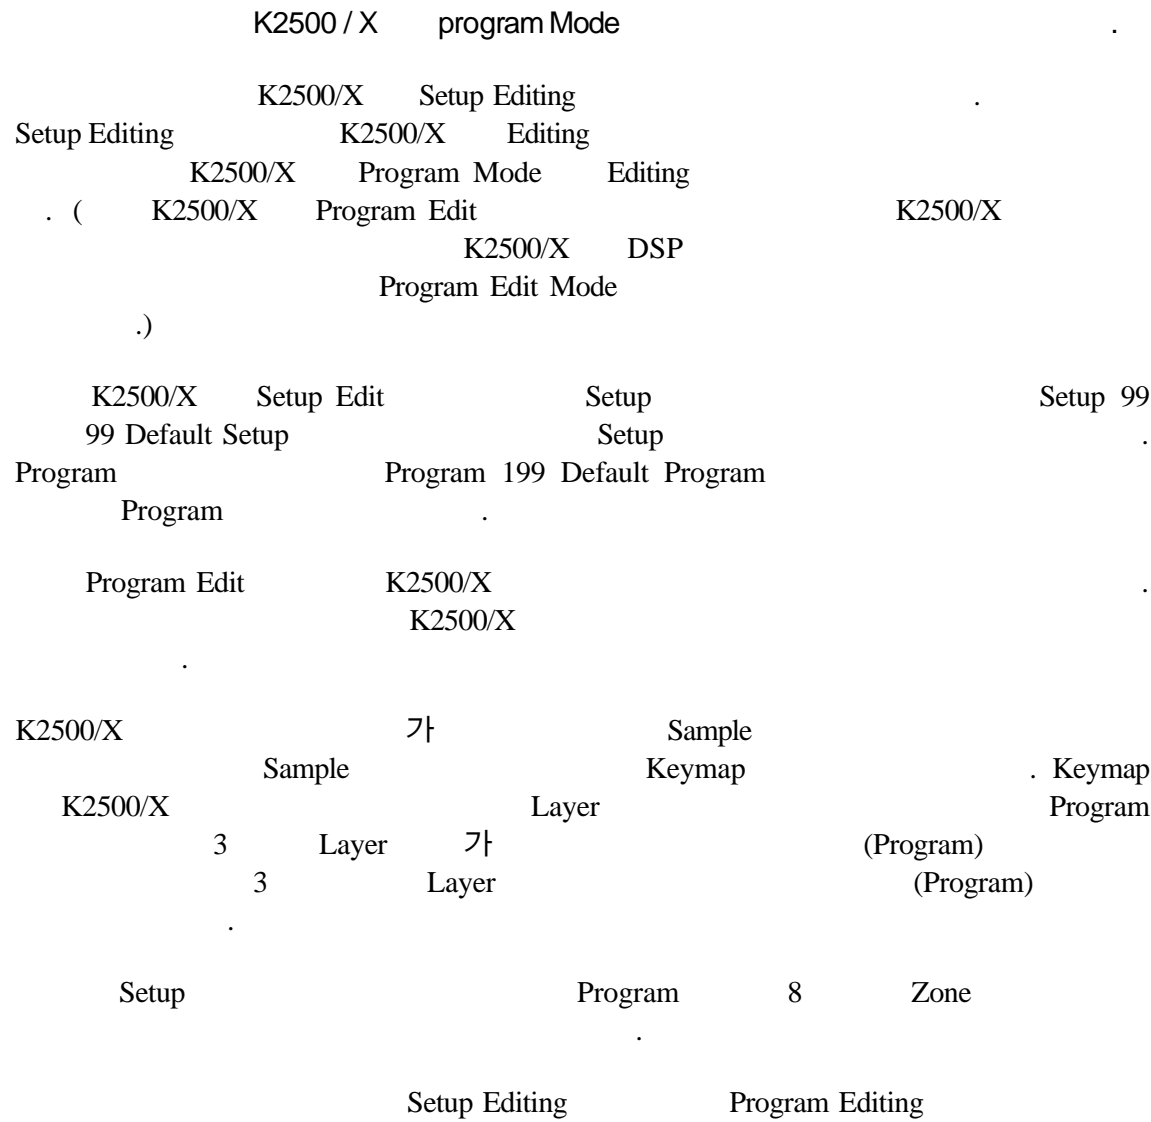 K2500 / X program Mode .
K2500/X Setup Editing .
Setup Editing K2500/X Editing
K2500/X Program Mode Editing
. ( K2500/X Program Edit K2500/X
K2500/X DSP
Program Edit Mode
.)
K2500/X Setup Edit Setup Setup 99
99 Default Setup Setup .
Program Program 199 Default Program
Program .
Program Edit K2500/X .
K2500/X
.
K2500/X 가 Sample
Sample Keymap . Keymap
K2500/X Layer Program
3 Layer 가 (Program)
3 Layer (Program)
.
Setup Program 8 Zone
.
Setup Editing Program Editing